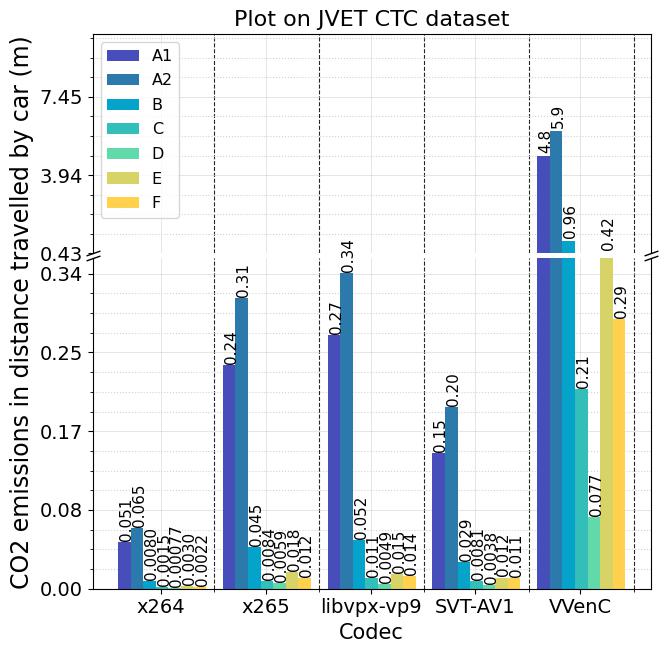 Plot on JVET CTC dataset
CO2 emissions in distance travelled by car (m)
7.45
3.94
0.43
0.34
0.25
0.17
0.08
0.00
A1
A2
B
C
D
E
F
0.051
0.065
0.0080
0.0015
0.00077
0.0030
0.0022
0.24
0.31
0.045
0.0084
0.0059
0.018
0.012
0.27
0.34
0.052
0.011
0.0049
0.015
0.014
0.15
0.20
0.029
0.0081
0.0038
0.012
0.011
4.8
5.9
0.96
0.21
0.077
0.42
0.29
x264
x265
libvpx-vp9
SVT-AV1
VVenC
Codec